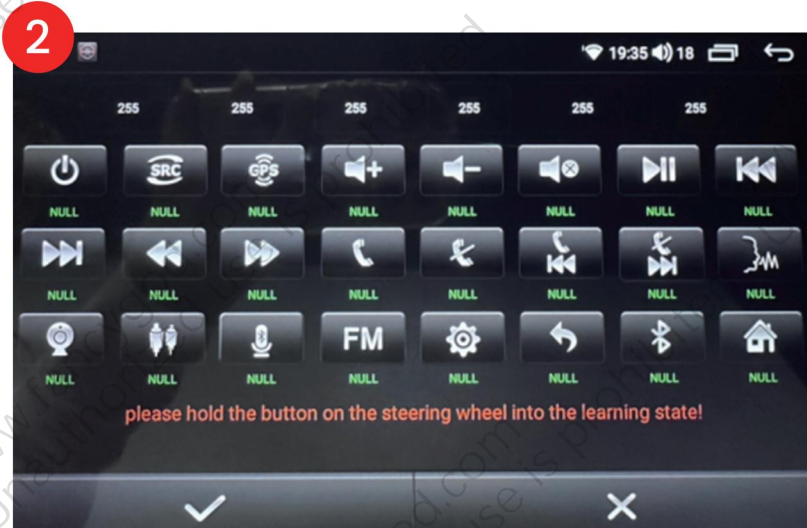 2
19:35 18
255 255 255 255 255 255
SRC GPS
NULL NULL NULL NULL NULL NULL NULL NULL
NULL NULL NULL NULL NULL NULL NULL NULL
FM
NULL NULL NULL NULL NULL NULL NULL NULL
please hold the button on the steering wheel into the learning state!